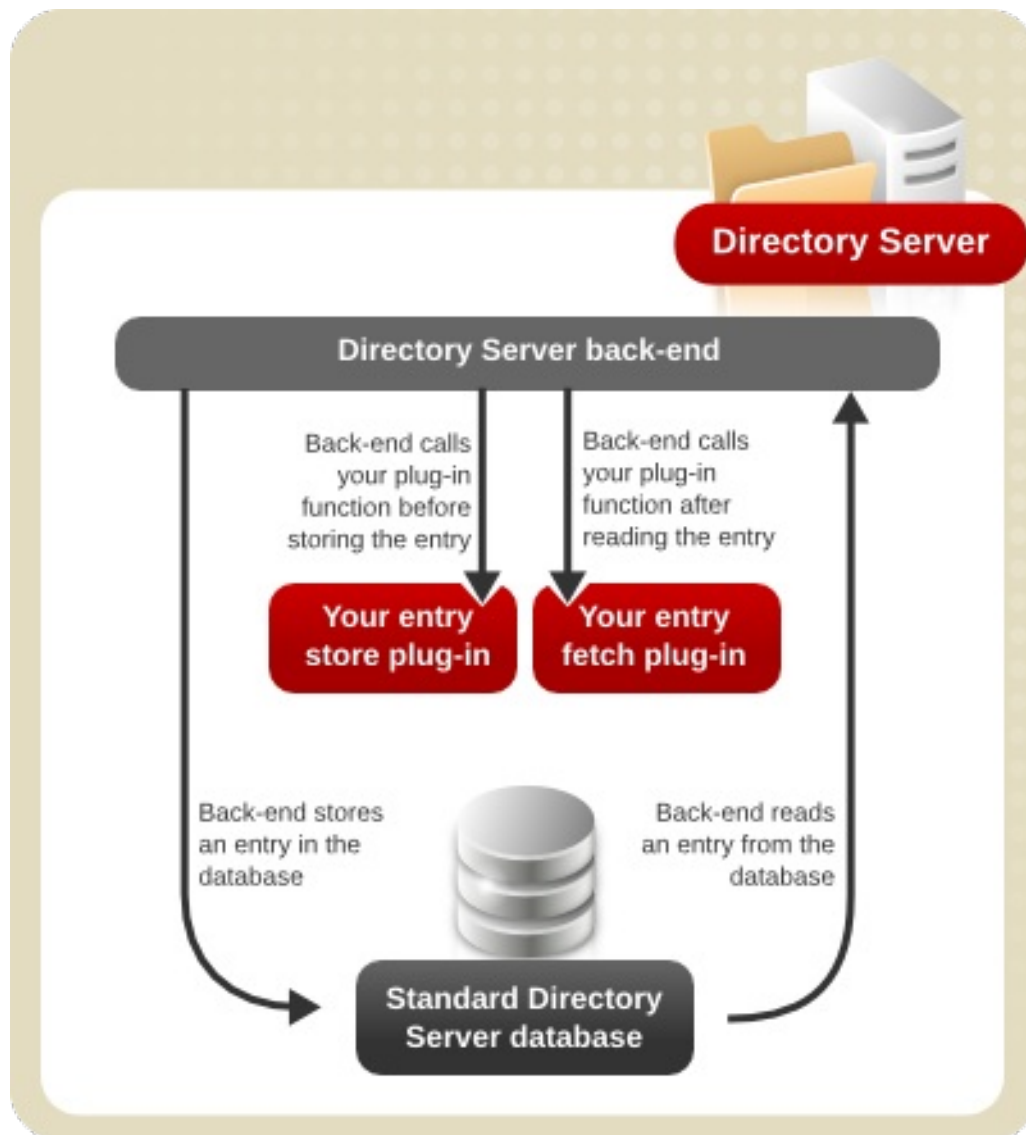 Directory Server
Directory Server back-end
Back-end calls
your plug-in
function before
storing the entry
Back-end calls
your plug-in
function after
reading the entry
Your entry
store plug-in
Your entry
fetch plug-in
Back-end stores
an entry in the
database
Back-end reads
an entry from the
database
Standard Directory
Server database